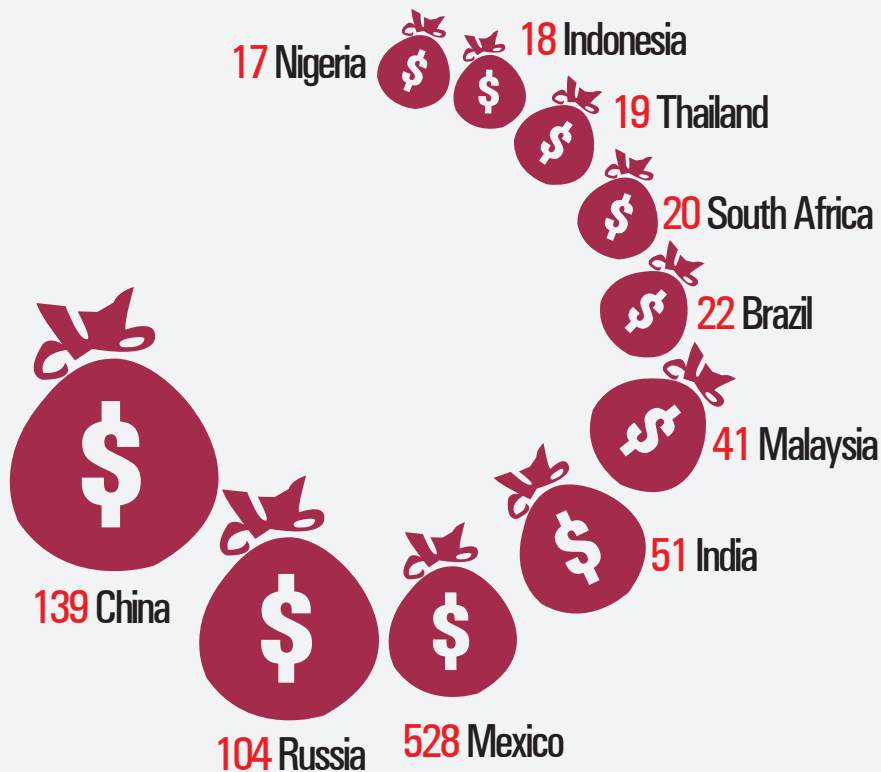 17 Nigeria
18 Indonesia
19 Thailand
20 South Africa
22 Brazil
41 Malaysia
51 India
528 Mexico
104 Russia
139 China
$
$
$
$
$
$
$
$
$
$